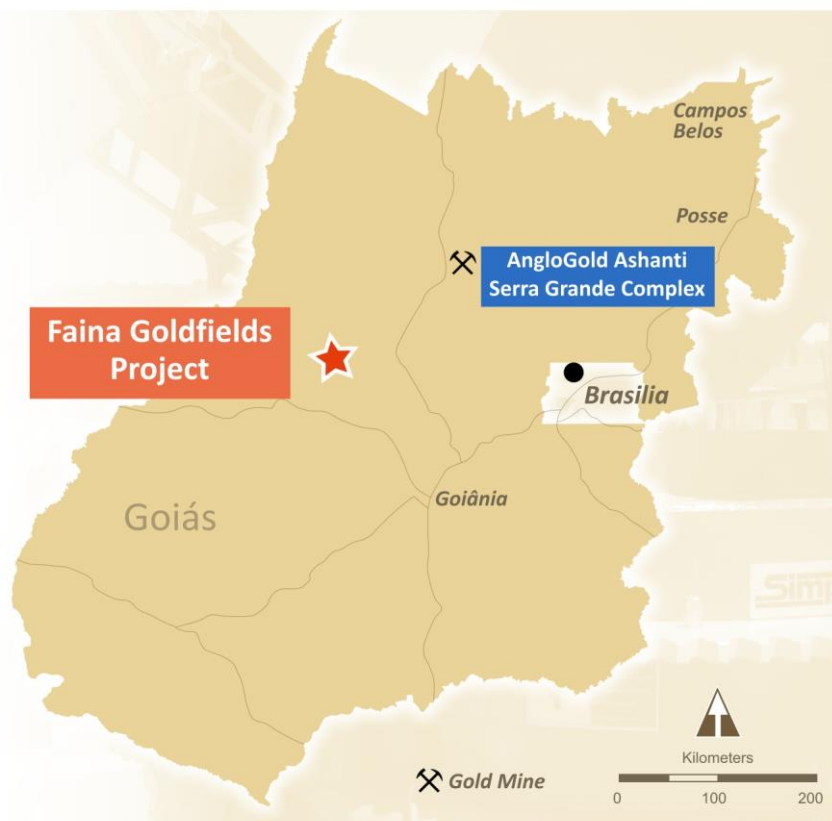 Campos
Belos
Posse
AngloGold Ashanti
Serra Grande Complex
Faina Goldfields
Project
Brasilia
Goiânia
Goiás
Kilometers
Gold Mine
0 100 200